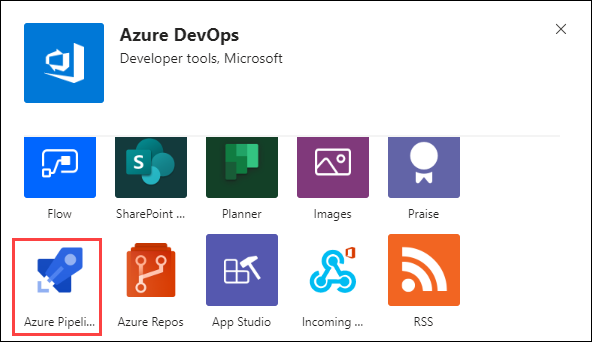 Azure DevOps
Developer tools, Microsoft
Flow
SharePoint ...
Planner
Images
Praise
Azure Pipeli...
Azure Repos
App Studio
Incoming ...
RSS